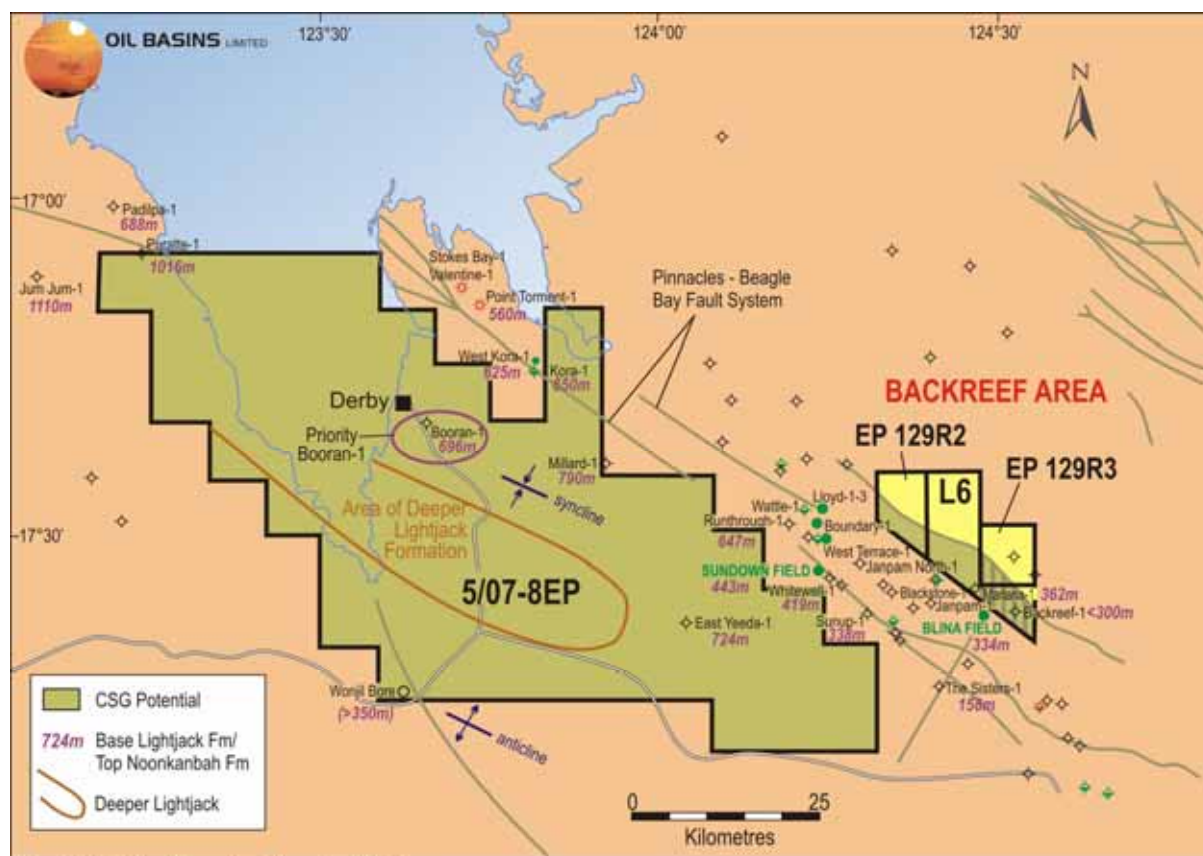 OIL BASINS LIMITED
123°30'
124°00'
124°30'
N
17°00'
Padilpa-1
688m
Puratte-1
1016m
Jum Jum-1
1110m
Stokes Bay-1
Valentine-1
Point Torment-1
560m
West Kora-1
625m
Kora-1
650m
Pinnacles - Beagle
Bay Fault System
BACKREEF AREA
EP 129R2
L6
EP 129R3
Derby
Priority
Booran-1
Booran-1
696m
Millard-1
790m
syncline
Area of Deeper
Lightjack
Formation
5/07-8EP
17°30'
Wattle-1
Lloyd-1-3
Runthrough-1
647m
Boundary-1
West Terrace-1
Janpam North-1
SUNDOWN FIELD
443m
Whitewell-1
419m
Blackstone-1
Janpam-1
362m
Backreef-1
<300m
Sunup-1
338m
BLINA FIELD
334m
East Yeeda-1
724m
The Sisters-1
158m
Wonjil Bore
(>350m)
anticline
CSG Potential
724m
Base Lightjack Fm/
Top Noonkanbah Fm
Deeper Lightjack
0
25
Kilometres